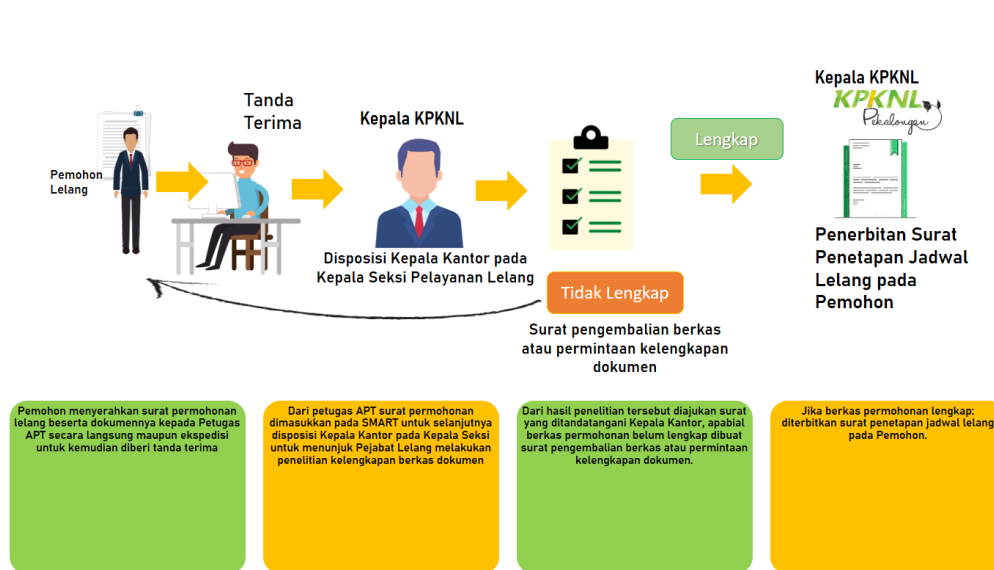 Pemohon
Lelang
Tanda
Terima
Kepala KPKNL
Disposisi Kepala Kantor pada
Kepala Seksi Pelayanan Lelang
Lengkap
Tidak Lengkap
Surat pengembalian berkas
atau permintaan kelengkapan
dokumen
Kepala KPKNL
KPKNL
Pekalongan
Penerbitan Surat
Penetapan Jadwal
Lelang pada
Pemohon
Pemohon menyerahkan surat permohonan
lelang beserta dokumennya kepada Petugas
APT secara langsung maupun ekspedisi
untuk kemudian diberi tanda terima
Dari petugas APT surat permohonan
dimasukkan pada SMART untuk selanjutnya
disposisi Kepala Kantor pada Kepala Seksi
untuk menunjuk Pejabat Lelang melakukan
penelitian kelengkapan berkas dokumen
Dari hasil penelitian tersebut diajukan surat
yang ditandatangani Kepala Kantor, apabial
berkas permohonan belum lengkap dibuat
surat pengembalian berkas atau permintaan
kelengkapan dokumen.
Jika berkas permohonan lengkap:
diterbitkan surat penetapan jadwal lelang
pada Pemohon.